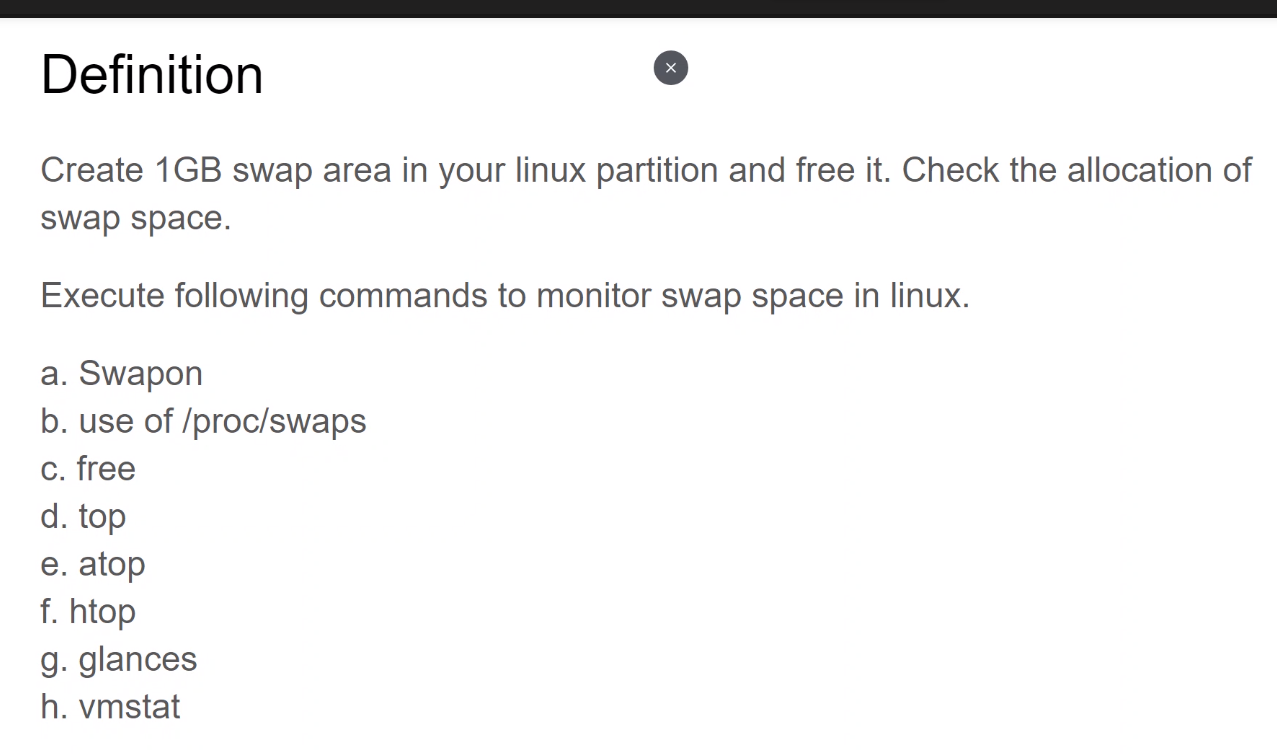 Definition
Create 1GB swap area in your linux partition and free it. Check the allocation of
swap space.
Execute following commands to monitor swap space in linux.
a. Swapon
b. use of /proc/swaps
c. free
d. top
e. atop
f. htop
g. glances
h. vmstat